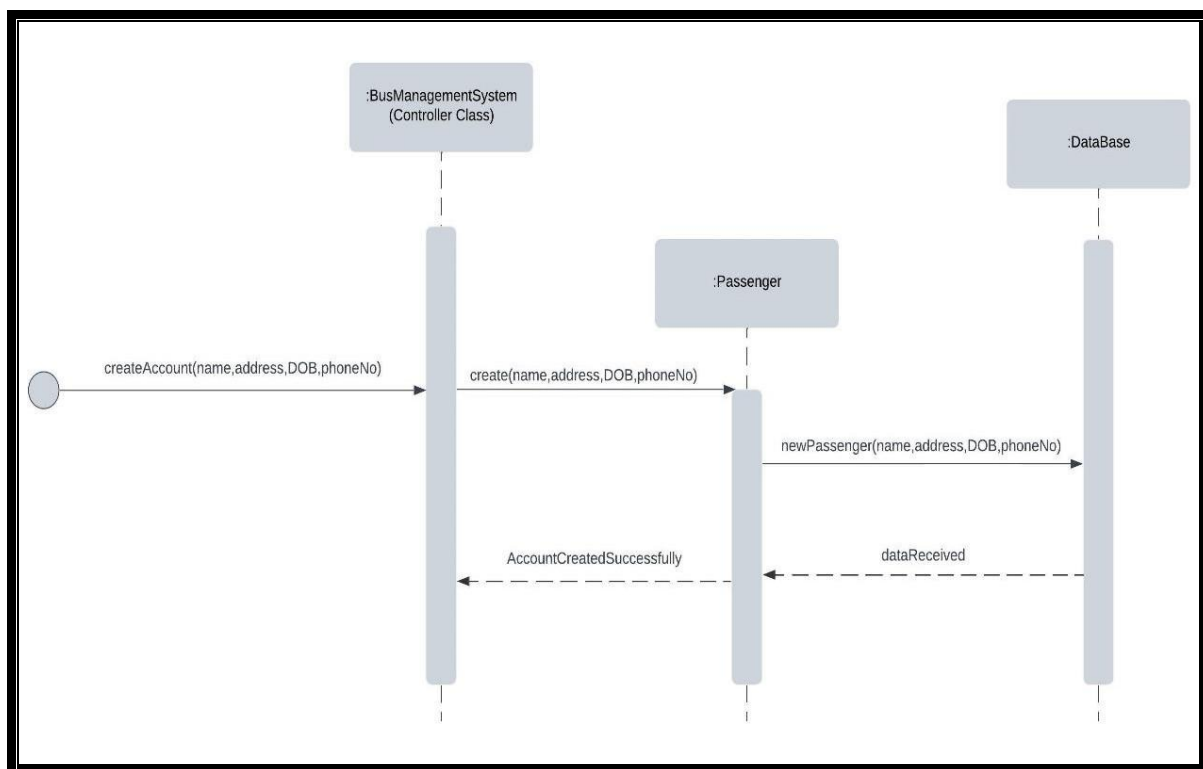 :BusManagementSystem
(Controller Class)
:DataBase
:Passenger
createAccount(name,address,DOB,phoneNo)
create(name,address,DOB,phoneNo)
newPassenger(name,address,DOB,phoneNo)
AccountCreatedSuccessfully
dataReceived